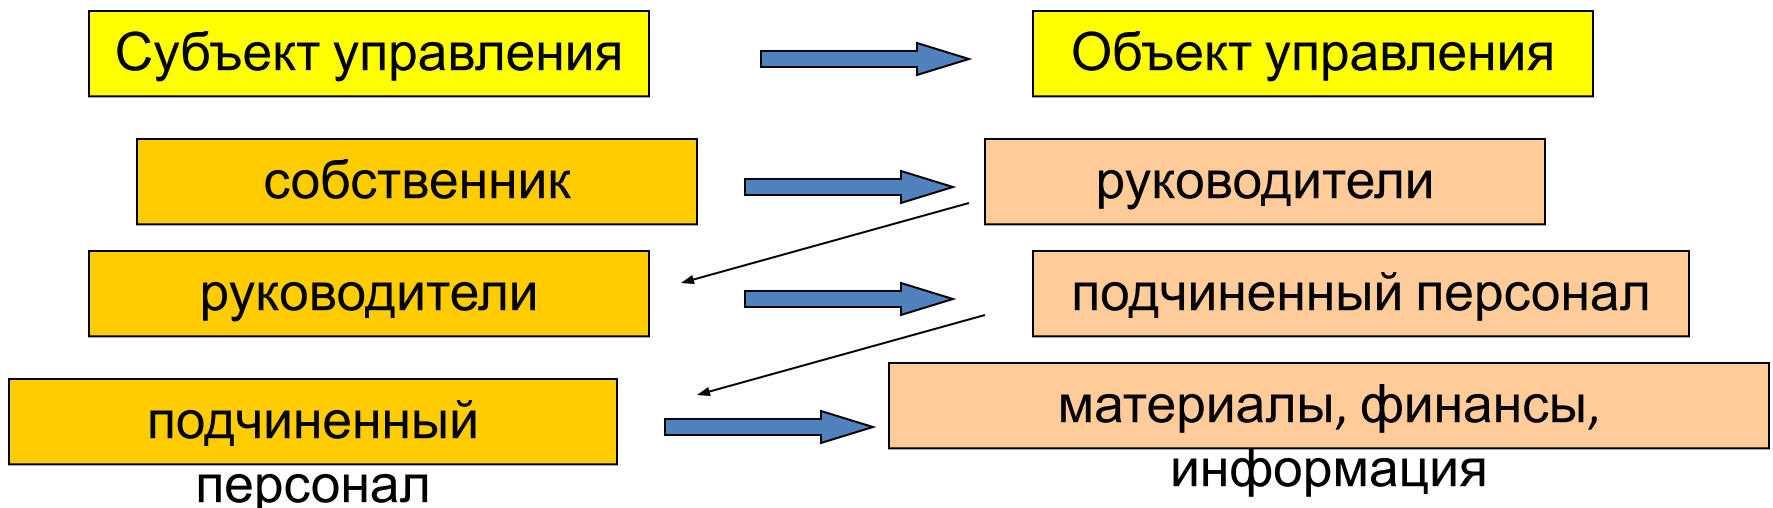 Субъект управления
Объект управления
собственник
руководители
руководители
подчиненный персонал
подчиненный
персонал
материалы, финансы,
информация